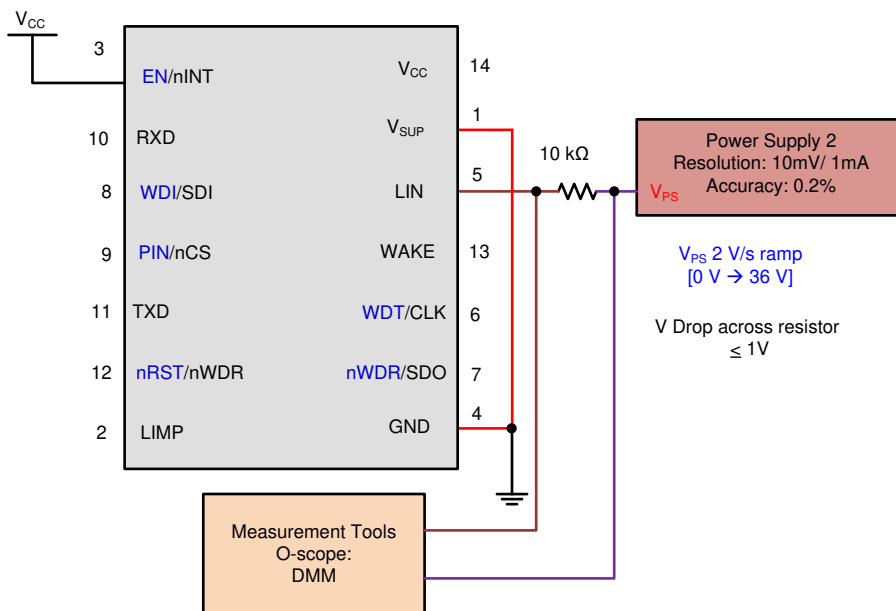 VCC
3
EN/nINT
VCC
14
10
RXD
VSUP
1
8
WDI/SDI
LIN
5
10 kΩ
Power Supply 2
Resolution: 10mV/ 1mA
Accuracy: 0.2%
VPS
9
PIN/nCS
WAKE
13
VPS 2 V/s ramp
[0 V → 36 V]
11
TXD
WDT/CLK
6
V Drop across resistor
≤ 1V
12
nRST/nWDR
nWDR/SDO
7
2
LIMP
GND
4
Measurement Tools
O-scope:
DMM